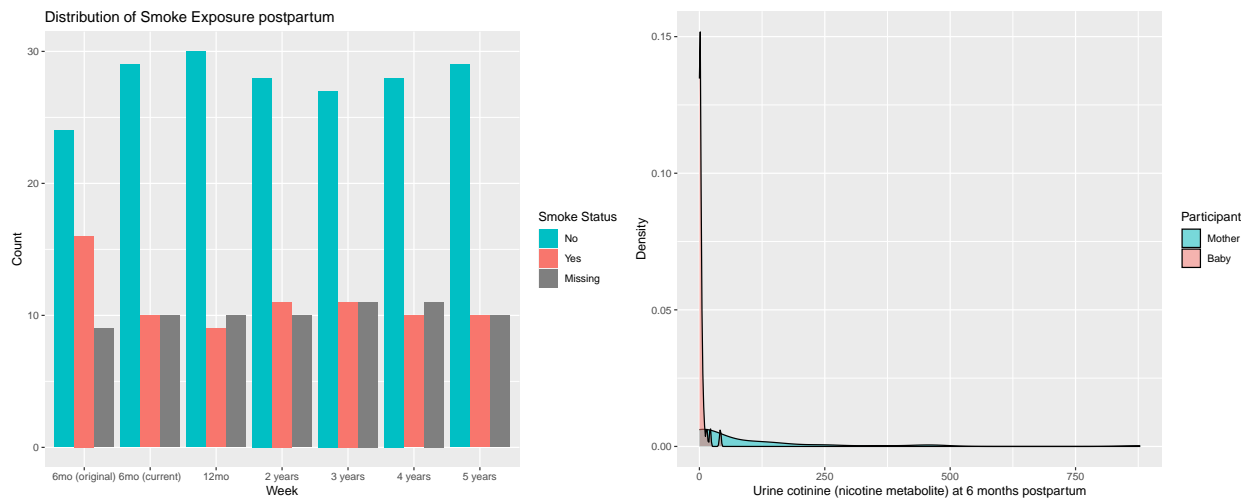 Distribution of Smoke Exposure postpartum
Count
30
20
10
0
6mo (original) 6mo (current) 12mo 2 years 3 years 4 years 5 years
Week
Smoke Status
No
Yes
Missing
Density
0.15
0.10
0.05
0.00
0 250 500 750
Urine cotinine (nicotine metabolite) at 6 months postpartum
Participant
Mother
Baby